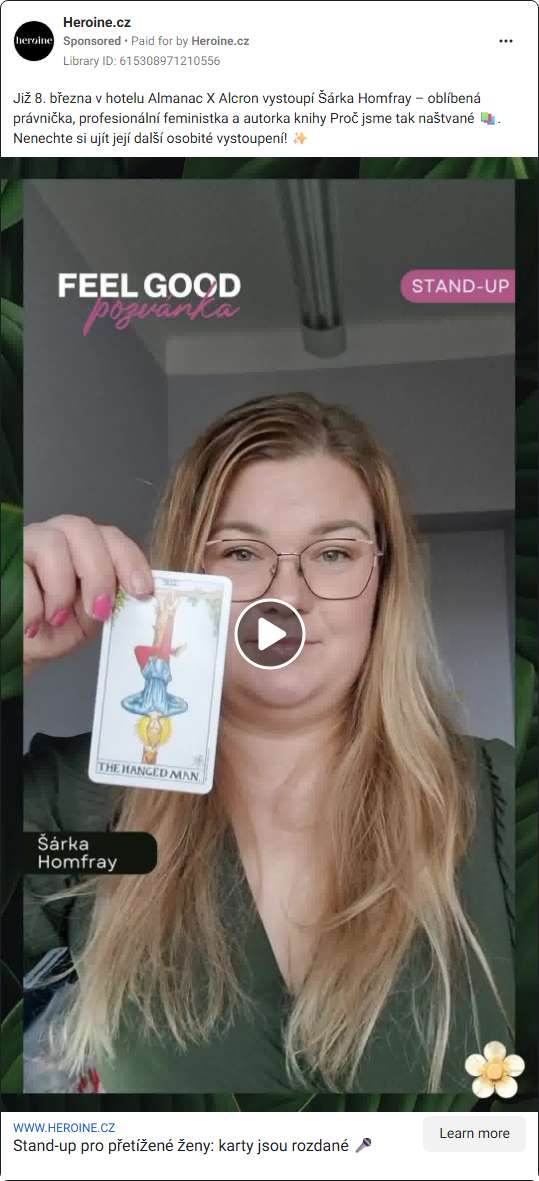 Heroine.cz
Sponsored • Paid for by Heroine.cz
Library ID: 615308971210556
heroine
Již 8. března v hotelu Almanac X Alcron vystoupí Šárka Homfray – oblíbená
právnička, profesionální feministka a autorka knihy Proč jsme tak naštvané 📚.
Nenechte si ujít její další osobité vystoupení! ✨
FEEL GOOD
pozvánka
STAND-UP
XII
THE HANGED MAN.
Šárka
Homfray
WWW.HEROINE.CZ
Stand-up pro přetížené ženy: karty jsou rozdané 🎤
Learn more